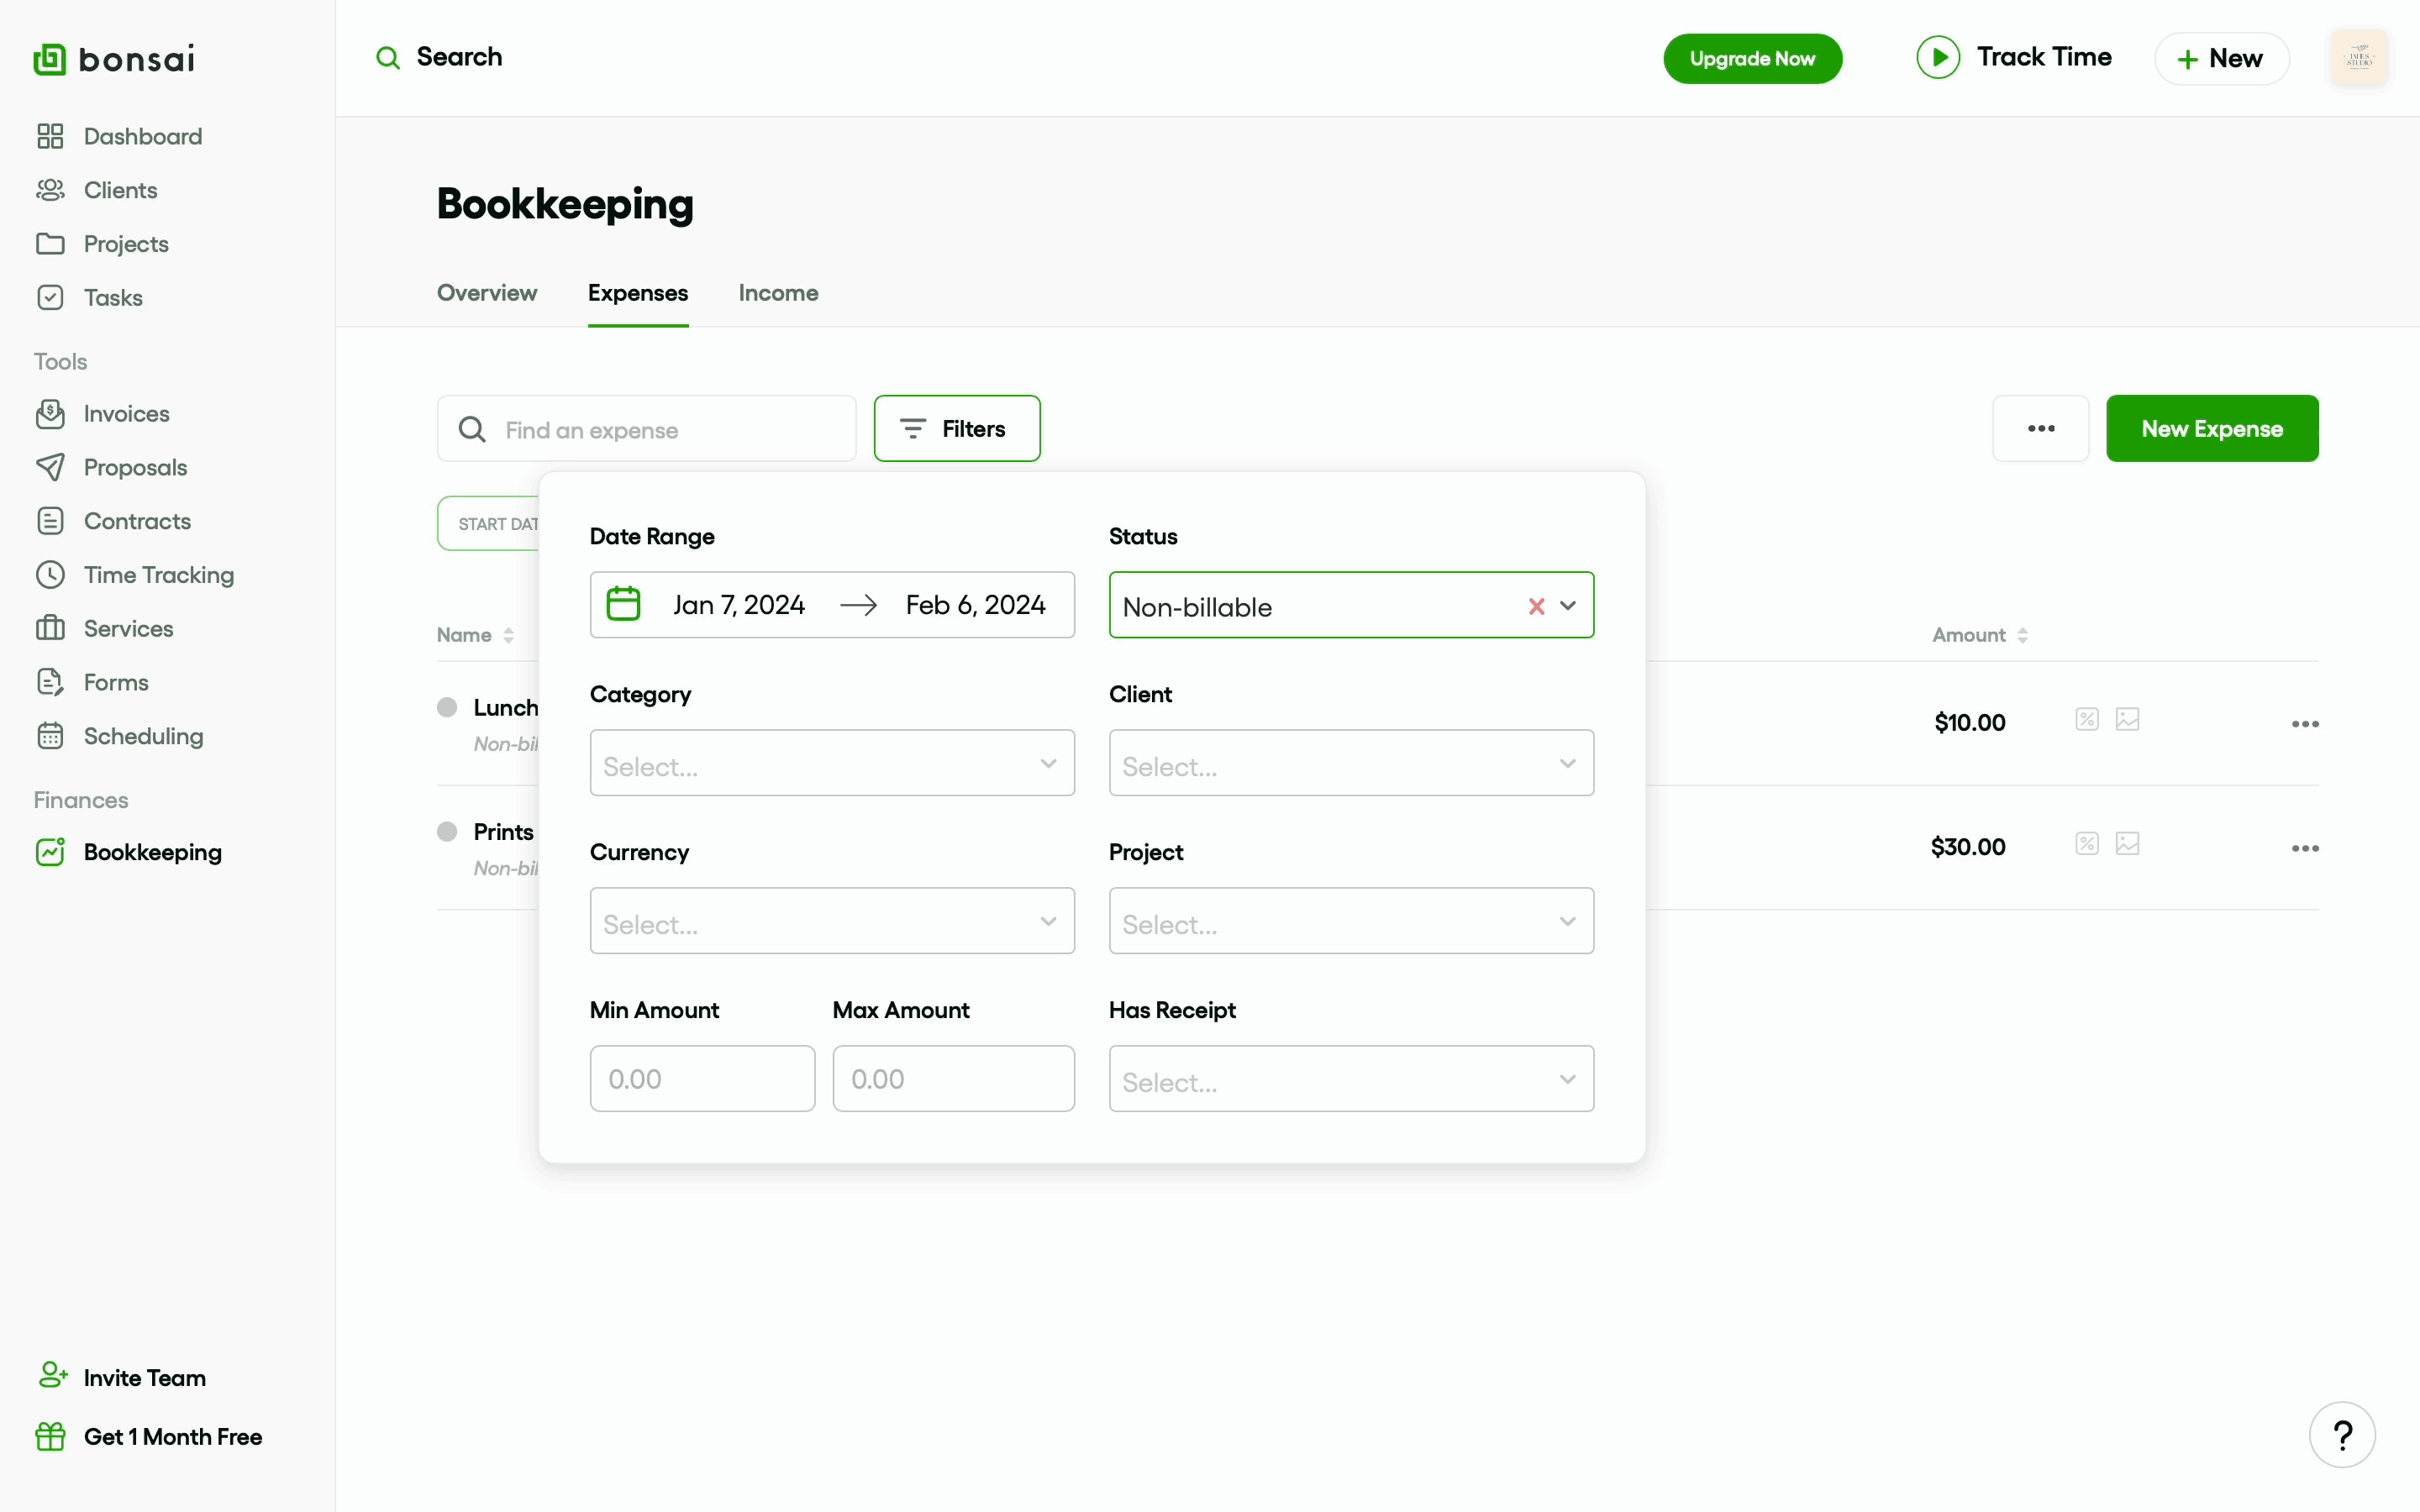 bonsai
Search
Upgrade Now
Track Time
+ New
JAMES
STUDIO
Dashboard
Clients
Projects
Tasks
Tools
Invoices
Proposals
Contracts
Time Tracking
Services
Forms
Scheduling
Finances
Bookkeeping
Invite Team
Get 1 Month Free
Bookkeeping
Overview
Expenses
Income
Find an expense
Filters
...
New Expense
START DAT
Name
Amount
Lunch
Non-bil
$10.00
Prints
Non-bil
$30.00
Date Range
Status
Jan 7, 2024 → Feb 6, 2024
Non-billable
Category
Client
Select...
Select...
Currency
Project
Select...
Select...
Min Amount
Max Amount
Has Receipt
0.00
0.00
Select...
?